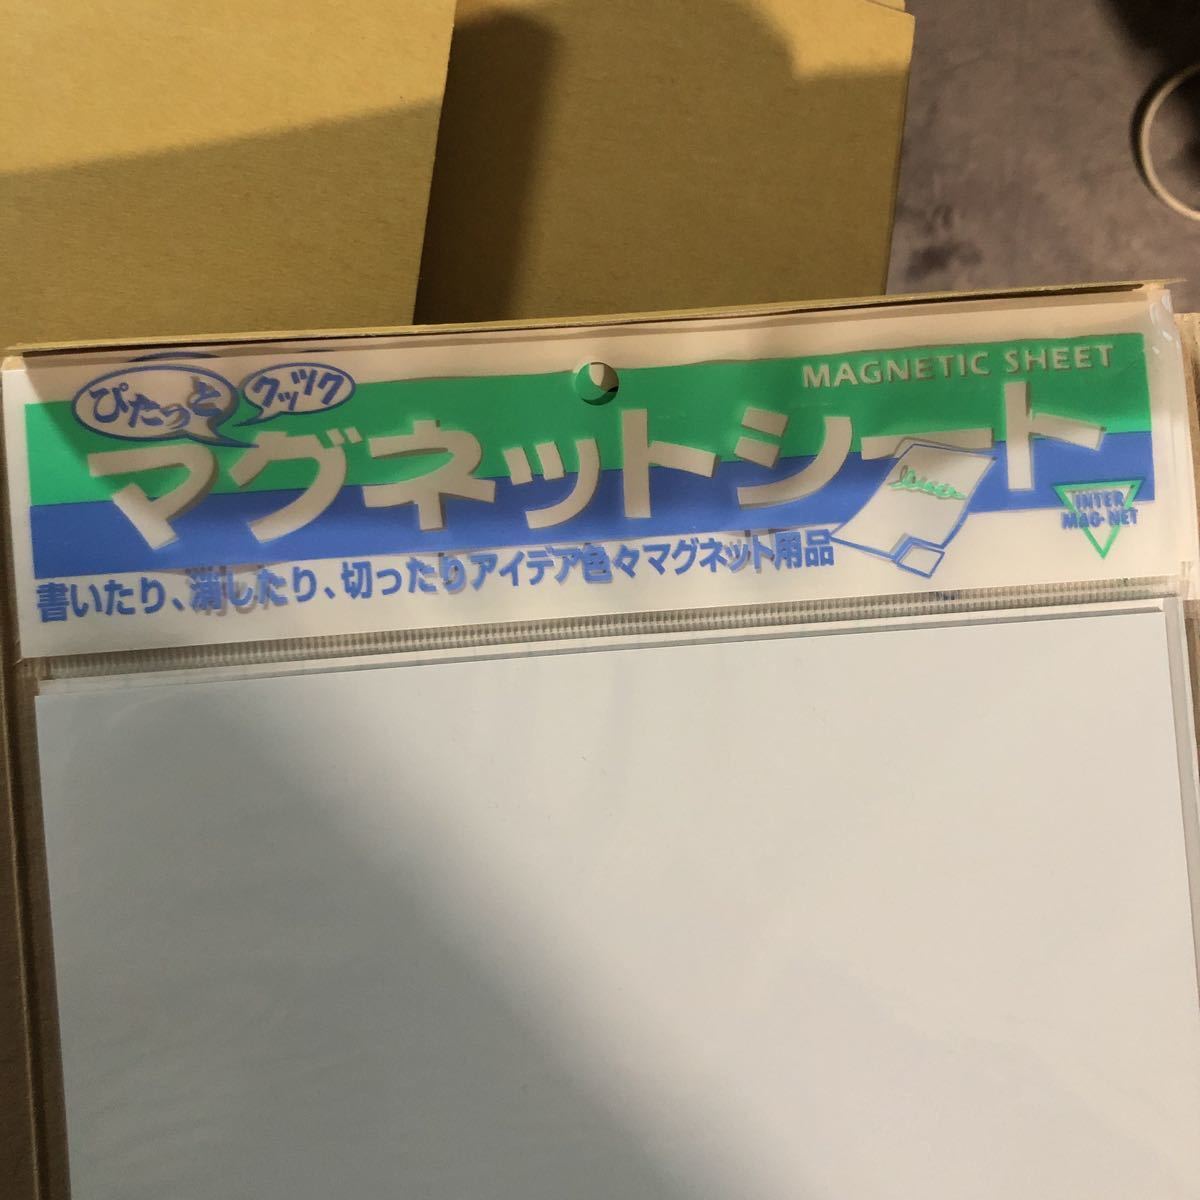 ぴたっと
クッツク
MAGNETIC SHEET
マグネットシート
INTER
MAG-NET
書いたり、消したり、切ったりアイデア色々マグネット用品